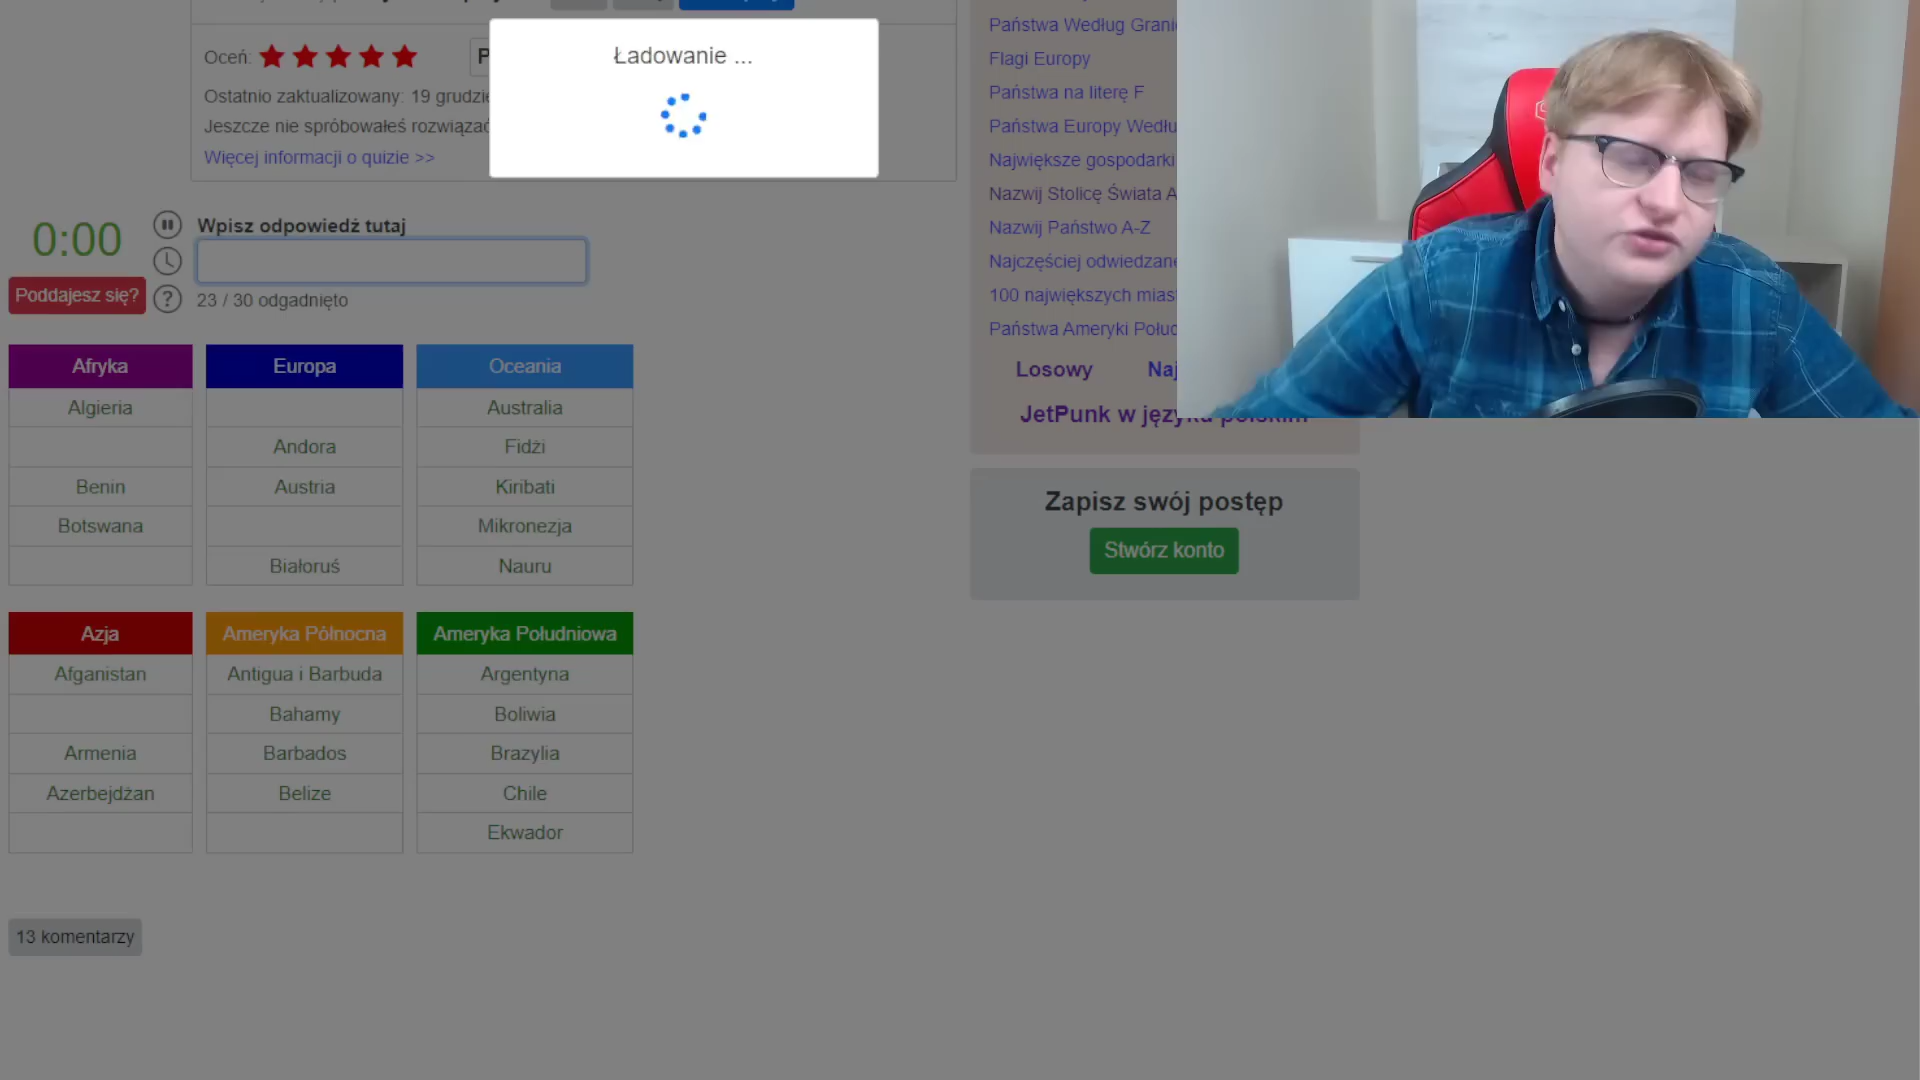 Oceń:
Ładowanie ...
Ostatnio zaktualizowany: 19 grudzie
Jeszcze nie spróbowałeś rozwiązać
Więcej informacji o quizie >>
Państwa Według Grani
Flagi Europy
Państwa na literę F
Państwa Europy Wedłu
Największe gospodarki
Nazwij Stolicę Świata A
Nazwij Państwo A-Z
Najczęściej odwiedzane
100 największych mias
Państwa Ameryki Połud
Losowy Naj
JetPunk w języku polskim
Zapisz swój postęp
Stwórz konto
0:00
Poddajesz się?
?
Wpisz odpowiedź tutaj
23 / 30 odgadnięto
Afryka Europa Oceania
Algieria Australia
Andora Fidżi
Benin Austria Kiribati
Botswana Mikronezja
Białoruś Nauru
Azja Ameryka Północna Ameryka Południowa
Afganistan Antigua i Barbuda Argentyna
Bahamy Boliwia
Armenia Barbados Brazylia
Azerbejdżan Belize Chile
Ekwador
13 komentarzy